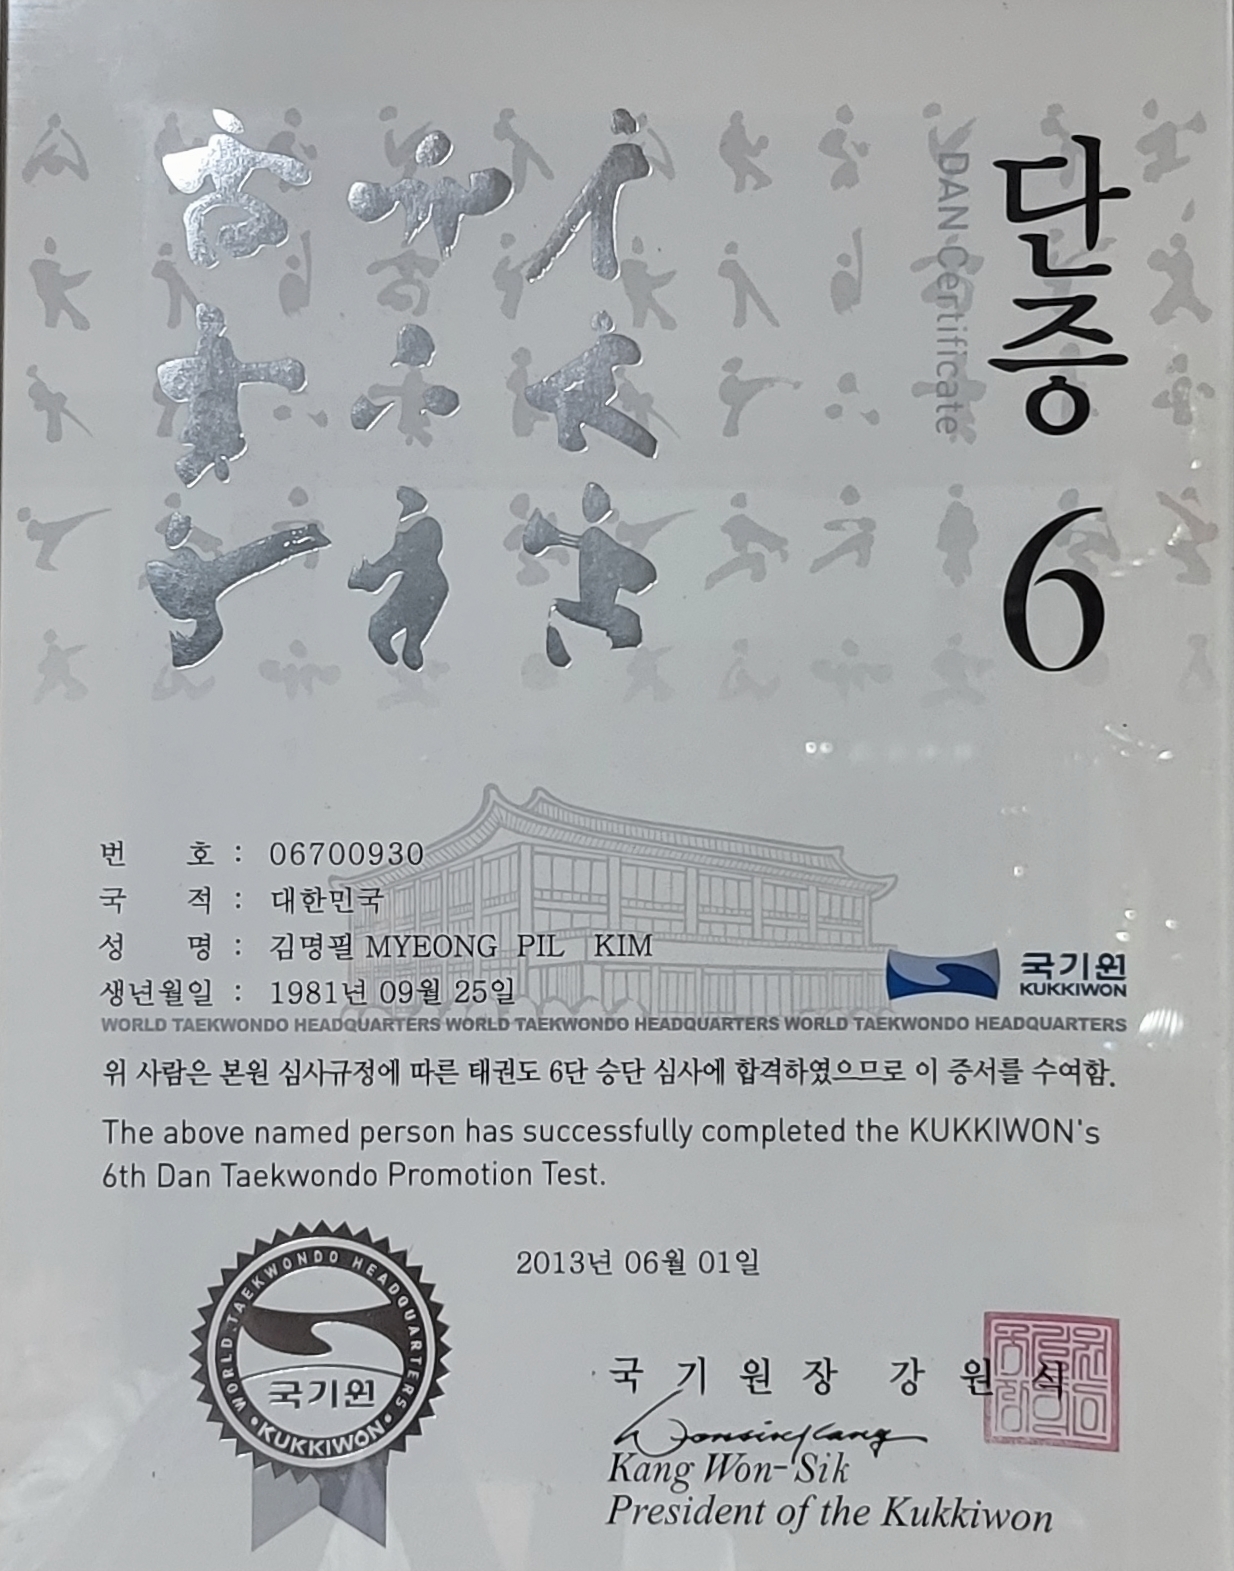 단증
DAN Certificate
6
번 호 : 06700930
국 적 : 대한민국
성 명 : 김명필 MYEONG PIL KIM
생년월일 : 1981년 09월 25일
국기원
KUKKIWON
WORLD TAEKWONDO HEADQUARTERS WORLD TAEKWONDO HEADQUARTERS WORLD TAEKWONDO HEADQUARTERS
위 사람은 본원 심사규정에 따른 태권도 6단 승단 심사에 합격하였으므로 이 증서를 수여함.
The above named person has successfully completed the KUKKIWON's
6th Dan Taekwondo Promotion Test.
2013년 06월 01일
WORLD TAEKWONDO HEADQUARTERS
국기원
• KUKKIWON •
국 기 원 장 강 원 식
Wonsik Kang
Kang Won-Sik
President of the Kukkiwon